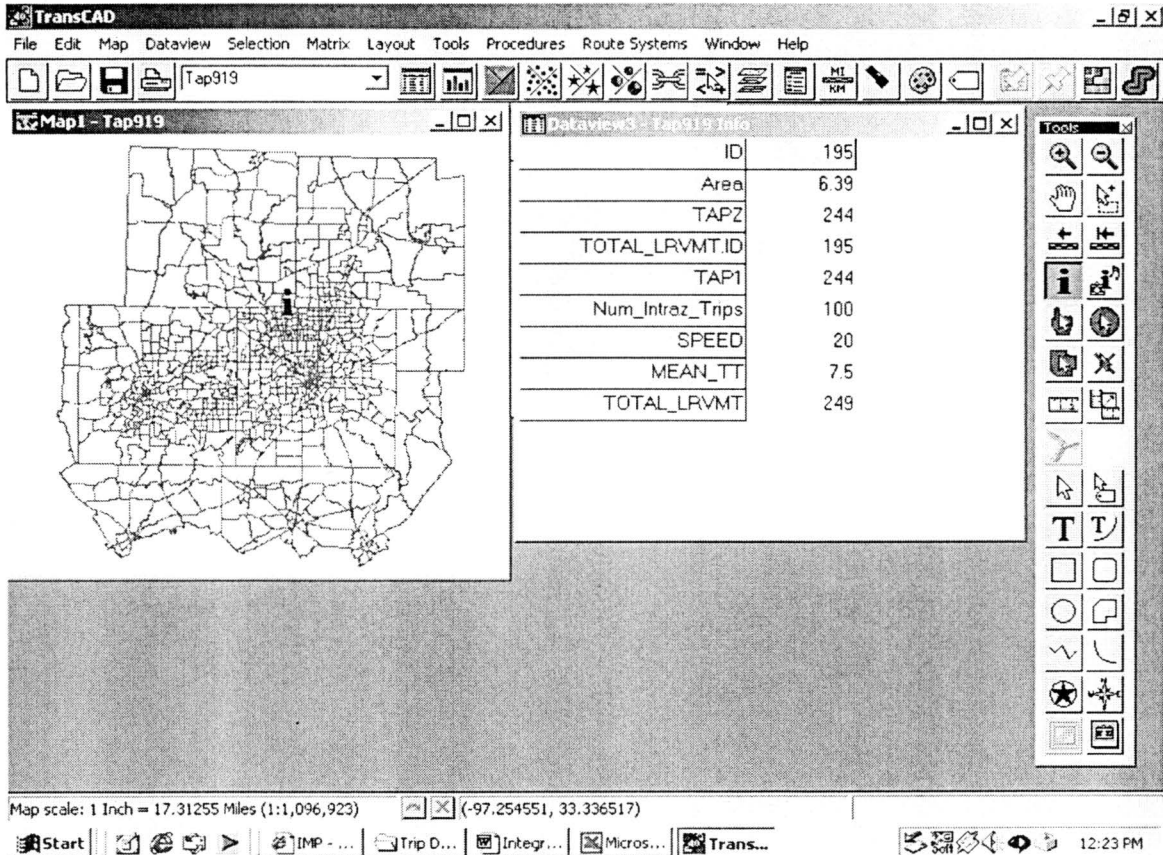 TransCAD
File Edit Map Dataview Selection Matrix Layout Tools Procedures Route Systems Window Help
Tap919
MI
KM
Map1 - Tap919
Dataview3 - Tap919 Info
Tools
ID 195
Area 6.39
TAPZ 244
TOTAL_LRVMT.ID 195
TAP1 244
Num_Intraz_Trips 100
SPEED 20
MEAN_TT 7.5
TOTAL_LRVMT 249
Map scale: 1 Inch = 17.31255 Miles (1:1,096,923) (-97.254551, 33.336517)
Start IMP - ... Trip D... Integr... Micros... Trans... 12:23 PM